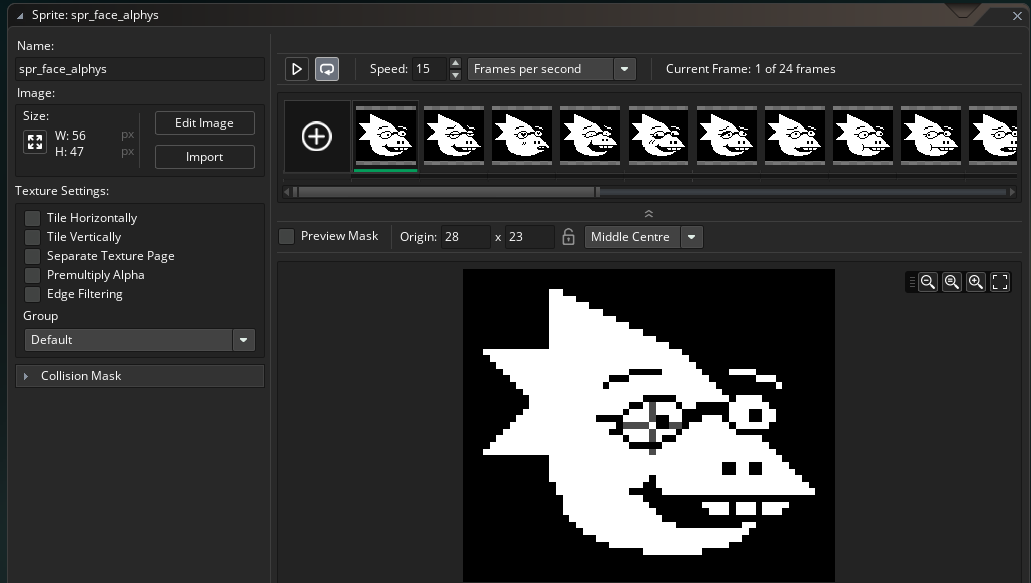 Sprite: spr_face_alphys
Name:
spr_face_alphys
Image:
Size:
W: 56 px
H: 47 px
Edit Image
Import
Texture Settings:
Tile Horizontally
Tile Vertically
Separate Texture Page
Premultiply Alpha
Edge Filtering
Group
Default
Collision Mask
Speed: 15 Frames per second Current Frame: 1 of 24 frames
Preview Mask Origin: 28 x 23 Middle Centre